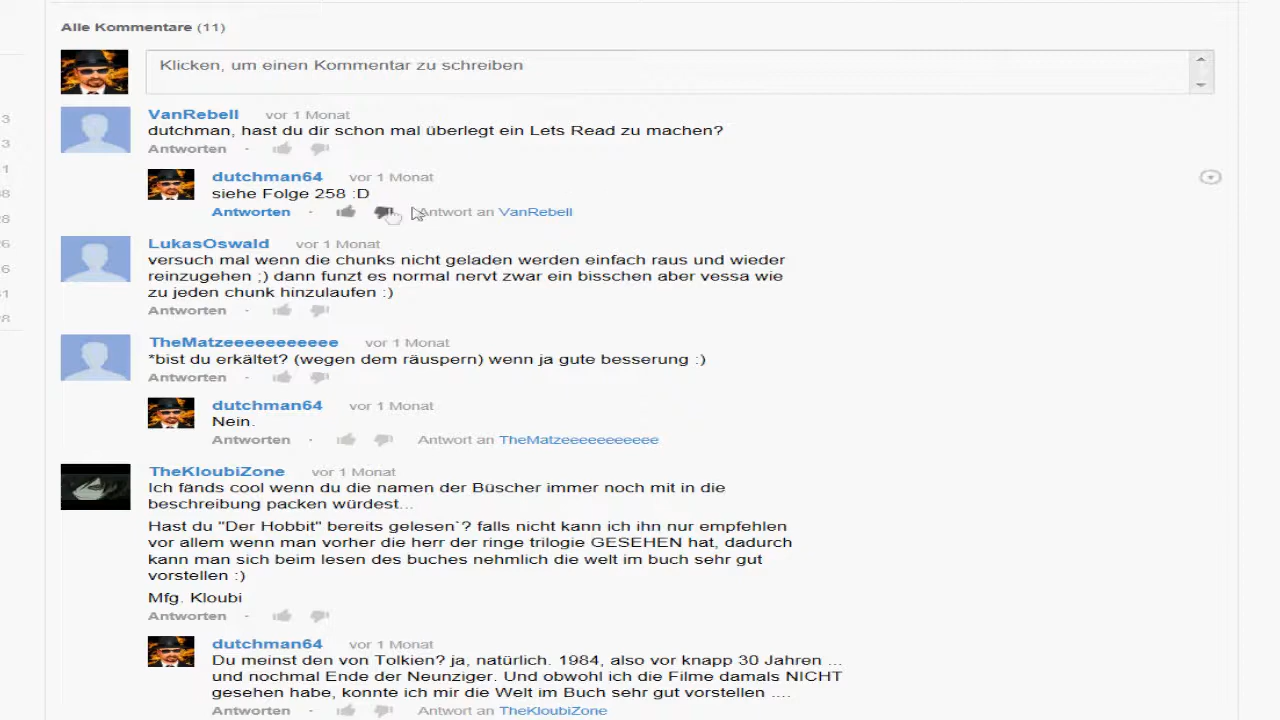 Alle Kommentare (11)
Klicken, um einen Kommentar zu schreiben
VanRebell vor 1 Monat
dutchman, hast du dir schon mal überlegt ein Lets Read zu machen?
Antworten ·
dutchman64 vor 1 Monat
siehe Folge 258 :D
Antworten · Antwort an VanRebell
LukasOswald vor 1 Monat
versuch mal wenn die chunks nicht geladen werden einfach raus und wieder
reinzugehen ;) dann funzt es normal nervt zwar ein bisschen aber vessa wie
zu jeden chunk hinzulaufen :)
Antworten ·
TheMatzeeeeeeeeeee vor 1 Monat
*bist du erkältet? (wegen dem räuspern) wenn ja gute besserung :)
Antworten ·
dutchman64 vor 1 Monat
Nein.
Antworten · Antwort an TheMatzeeeeeeeeeee
TheKloubiZone vor 1 Monat
Ich fänds cool wenn du die namen der Büscher immer noch mit in die
beschreibung packen würdest...
Hast du "Der Hobbit" bereits gelesen`? falls nicht kann ich ihn nur empfehlen
vor allem wenn man vorher die herr der ringe trilogie GESEHEN hat, dadurch
kann man sich beim lesen des buches nehmlich die welt im buch sehr gut
vorstellen :)
Mfg. Kloubi
Antworten ·
dutchman64 vor 1 Monat
Du meinst den von Tolkien? ja, natürlich. 1984, also vor knapp 30 Jahren ...
und nochmal Ende der Neunziger. Und obwohl ich die Filme damals NICHT
gesehen habe, konnte ich mir die Welt im Buch sehr gut vorstellen ....
Antworten · Antwort an TheKloubiZone